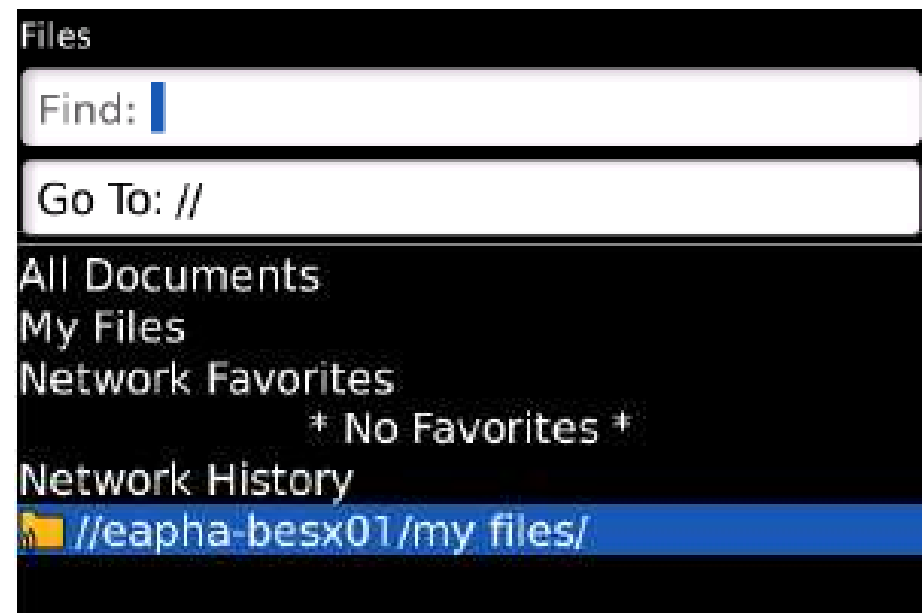 Files
Find:
Go To: //
All Documents
My Files
Network Favorites
* No Favorites *
Network History
//eapha-besx01/my files/